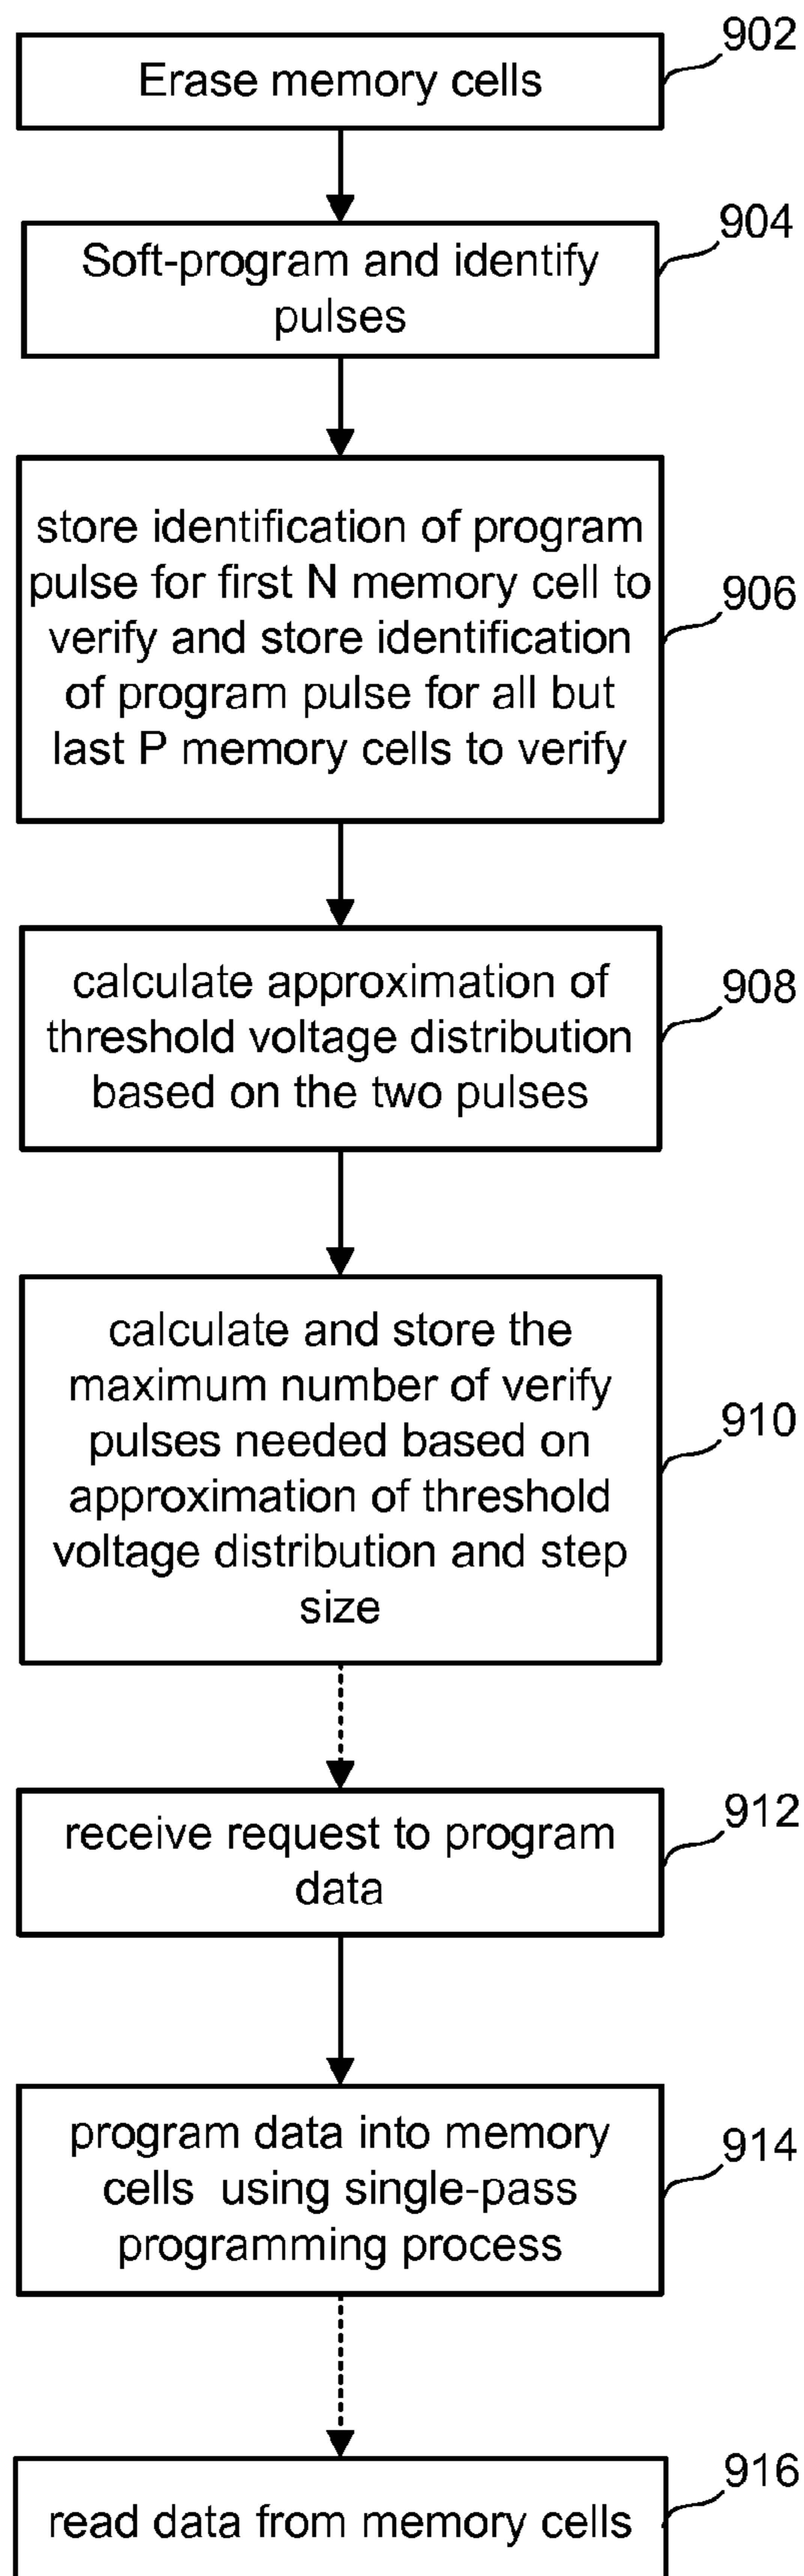 902
Erase memory cells
904
Soft-program and identify
pulses
store identification of program
pulse for first N memory cell to
verify and store identification
of program pulse for all but
last P memory cells to verify
906
calculate approximation of
threshold voltage distribution
based on the two pulses
908
calculate and store the
maximum number of verify
pulses needed based on
approximation of threshold
voltage distribution and step
size
910
receive request to program
data
912
program data into memory
cells using single-pass
programming process
914
916
read data from memory cells